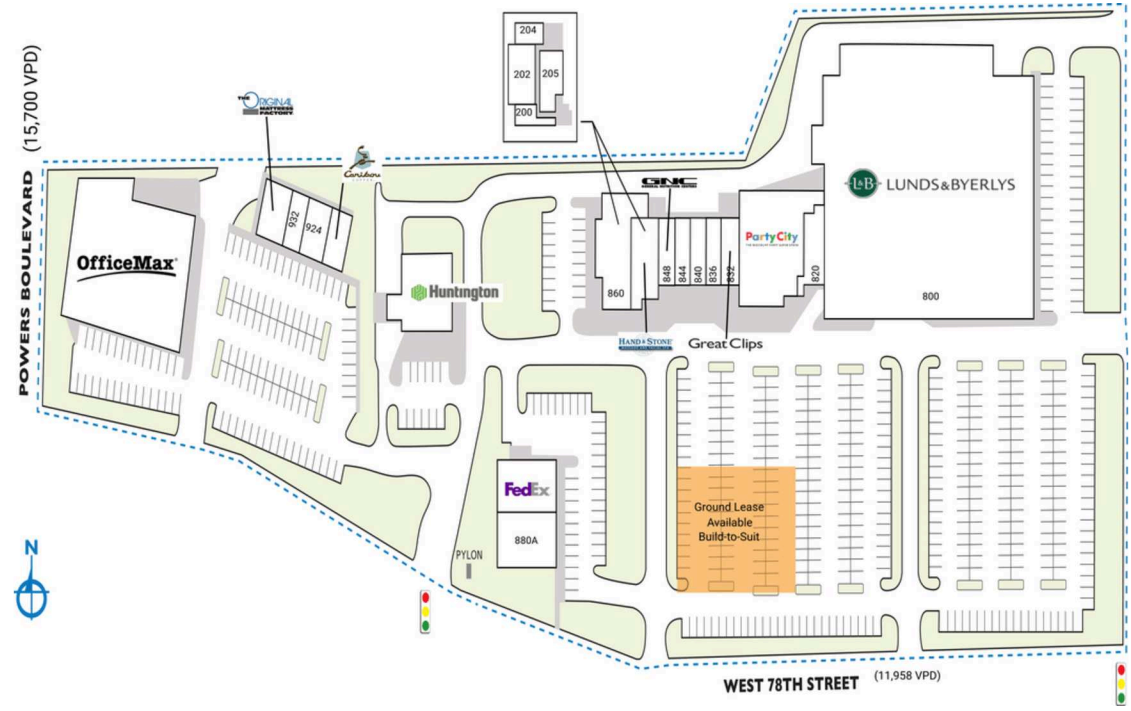 POWERS BOULEVARD (15,700 VPD)
204
202
205
200
THE ORIGINAL
MATTRESS
FACTORY
Caribou
COFFEE
932
924
OfficeMax
Huntington
GNC
L&B LUNDS & BYERLYS
PartyCity
848
844
840
836
832
820
860
800
HAND & STONE
Great Clips
Ground Lease
Available
Build-to-Suit
FedEx
880A
PYLON
N
WEST 78TH STREET (11,958 VPD)